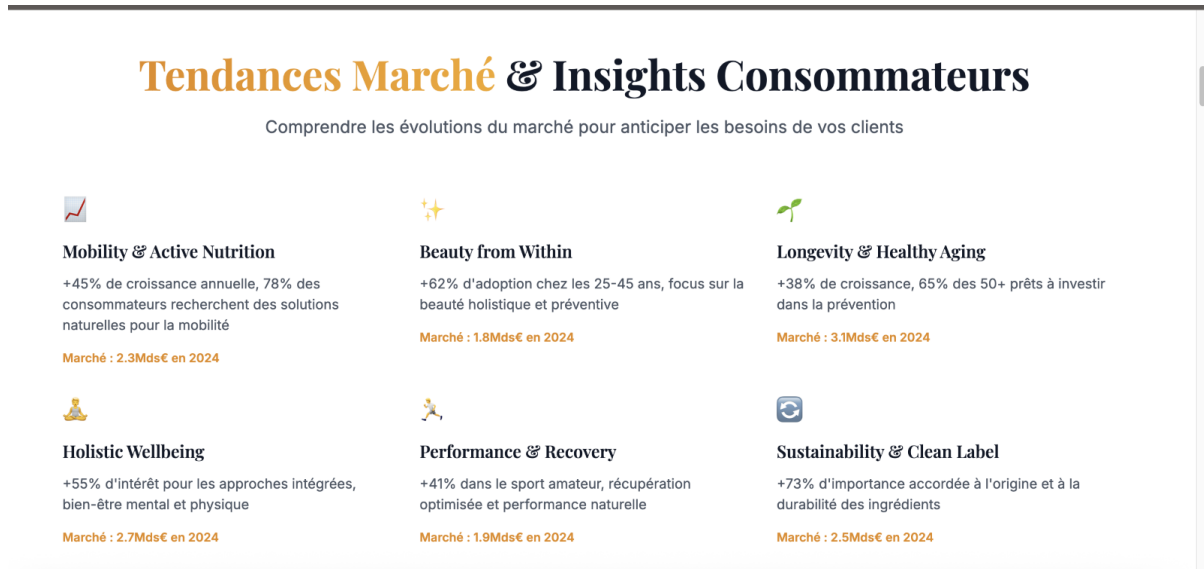 Tendances Marché & Insights Consommateurs
Comprendre les évolutions du marché pour anticiper les besoins de vos clients
Mobility & Active Nutrition
+45% de croissance annuelle, 78% des
consommateurs recherchent des solutions
naturelles pour la mobilité
Marché : 2.3Mds€ en 2024
Beauty from Within
+62% d'adoption chez les 25-45 ans, focus sur la
beauté holistique et préventive
Marché : 1.8Mds€ en 2024
Longevity & Healthy Aging
+38% de croissance, 65% des 50+ prêts à investir
dans la prévention
Marché : 3.1Mds€ en 2024
Holistic Wellbeing
+55% d'intérêt pour les approches intégrées,
bien-être mental et physique
Marché : 2.7Mds€ en 2024
Performance & Recovery
+41% dans le sport amateur, récupération
optimisée et performance naturelle
Marché : 1.9Mds€ en 2024
Sustainability & Clean Label
+73% d'importance accordée à l'origine et à la
durabilité des ingrédients
Marché : 2.5Mds€ en 2024